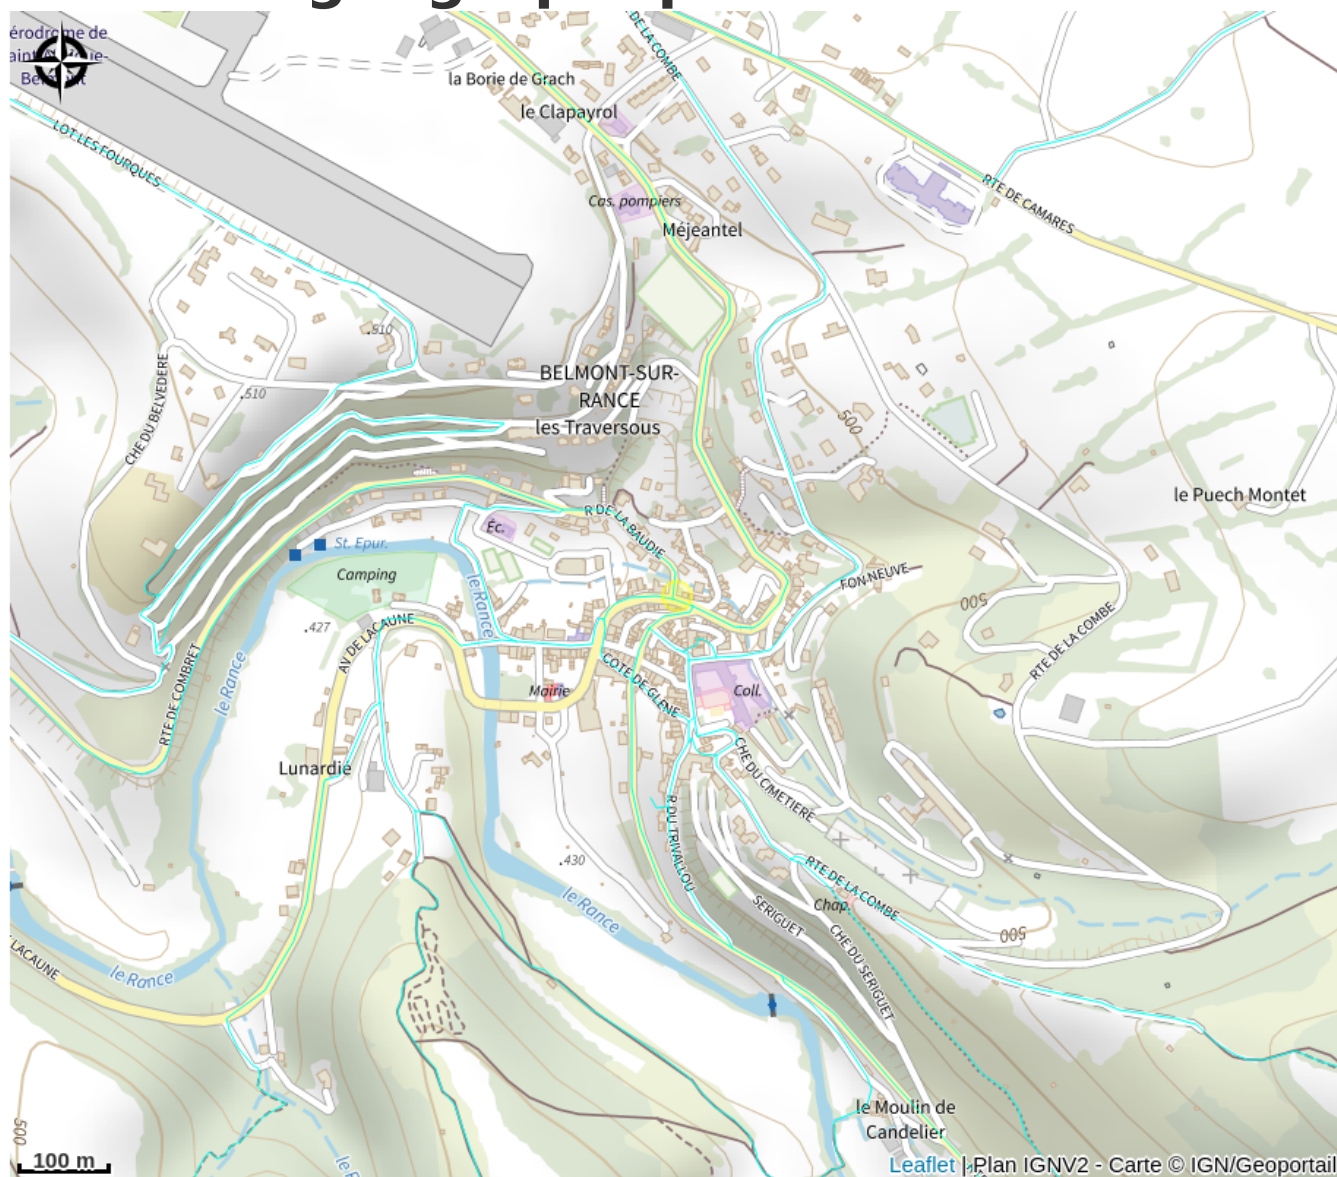 érodrome de
la Borie de Grach
le Clapayrol
DE LA COMBE
LOT LES FOURQUES
RTE DE CAMARES
Cas. pompiers
Méjeantel
.510
.510
CHE DU BELVEDERE
BELMONT-SUR-
RANCE
les Traversous
500
le Puech Montet
Éc.
R DE LA BAUDIE
St. Epur.
Camping
le Rance
FON-NEUVE
500
.427
AV DE LACAUNE
RTE DE LA COMBE
RTE DE COMBRET
le Rance
COTE DE GLENE
Mairie
Coll.
Lunardié
CHE DU CIMETIERE
R DU TRIVALLOU
.430
le Rance
RTE DE LA COMBE
SERIGUET
Chap.
CHE DU SERIGUET
500
LACAUNE
le Rance
le Moulin de
Candelier
500
100 m
Leaflet | Plan IGNV2 - Carte © IGN/Geoportail